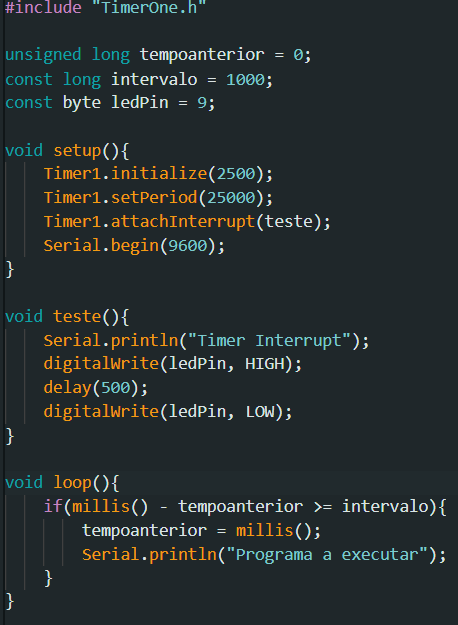 #include "TimerOne.h"
unsigned long tempoanterior = 0;
const long intervalo = 1000;
const byte ledPin = 9;
void setup(){
Timer1.initialize(2500);
Timer1.setPeriod(25000);
Timer1.attachInterrupt(teste);
Serial.begin(9600);
}
void teste(){
Serial.println("Timer Interrupt");
digitalWrite(ledPin, HIGH);
delay(500);
digitalWrite(ledPin, LOW);
}
void loop(){
if(millis() - tempoanterior >= intervalo){
tempoanterior = millis();
Serial.println("Programa a executar");
}
}